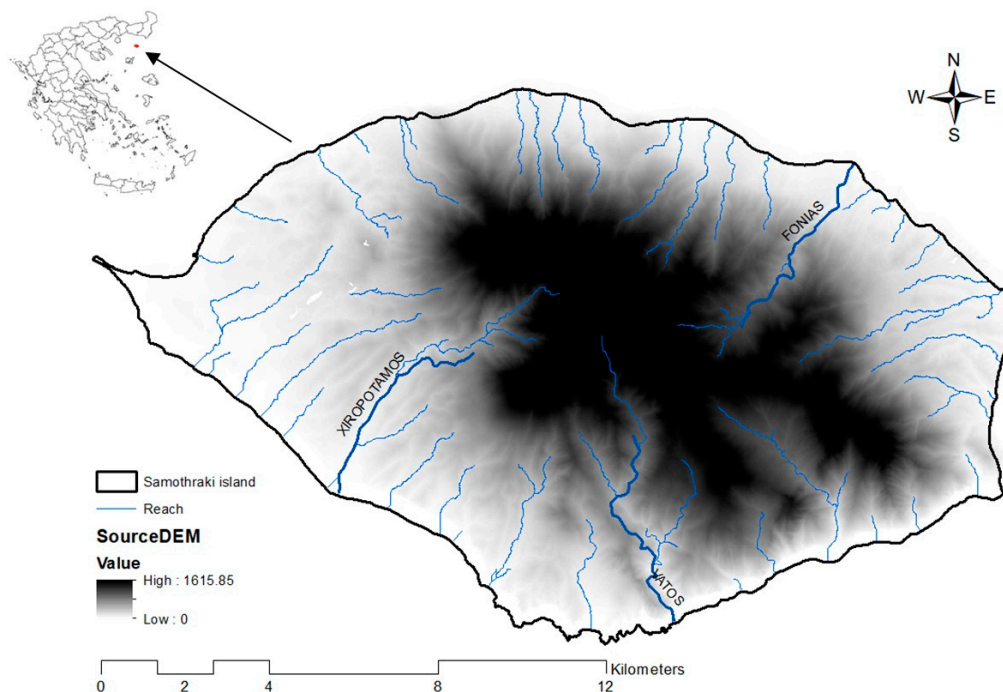 N
W E
S
FONIAS
XIROPOTAMOS
VATOS
Samothraki island
Reach
SourceDEM
Value
High : 1615.85
Low : 0
Kilometers
0 2 4 8 12